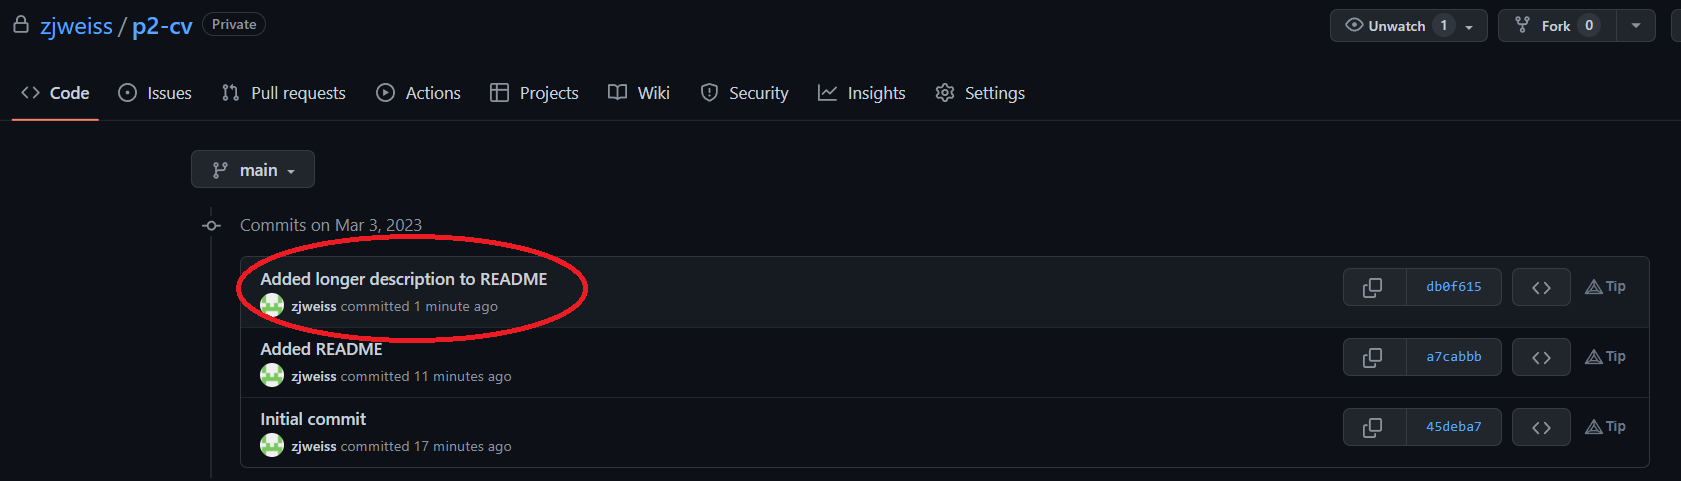 zjweiss / p2-cv Private
Unwatch 1 Fork 0
Code Issues Pull requests Actions Projects Wiki Security Insights Settings
main
Commits on Mar 3, 2023
Added longer description to README
zjweiss committed 1 minute ago
db0f615 Tip
Added README
zjweiss committed 11 minutes ago
a7cabbb Tip
Initial commit
zjweiss committed 17 minutes ago
45deba7 Tip